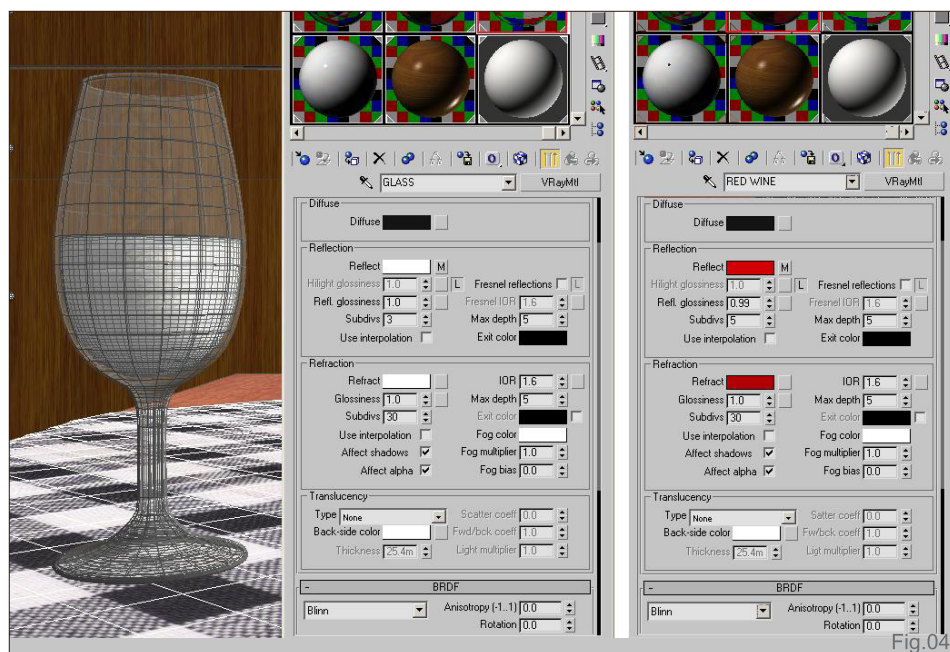 GLASS VRayMtl
Diffuse
Diffuse
Reflection
Reflect M
Hilight glossiness 1.0 L Fresnel reflections L
Refl. glossiness 1.0 Fresnel IOR 1.6
Subdivs 3 Max depth 5
Use interpolation Exit color
Refraction
Refract IOR 1.6
Glossiness 1.0 Max depth 5
Subdivs 30 Exit color
Use interpolation Fog color
Affect shadows Fog multiplier 1.0
Affect alpha Fog bias 0.0
Translucency
Type None Scatter coeff 0.0
Back-side color Fwd/bck coeff 1.0
Thickness 25.4m Light multiplier 1.0
- BRDF
Blinn Anisotropy (-1..1) 0.0
Rotation 0.0
RED WINE VRayMtl
Diffuse
Diffuse
Reflection
Reflect M
Hilight glossiness 1.0 L Fresnel reflections L
Refl. glossiness 0.99 Fresnel IOR 1.6
Subdivs 5 Max depth 5
Use interpolation Exit color
Refraction
Refract IOR 1.6
Glossiness 1.0 Max depth 5
Subdivs 30 Exit color
Use interpolation Fog color
Affect shadows Fog multiplier 1.0
Affect alpha Fog bias 0.0
Translucency
Type None Satter coeff 0.0
Back-side color Fw/bck coeff 1.0
Thickness 25.4m Ligt multiplier 1.0
- BRDF
Blinn Anisotropy (-1..1) 0.0
Rotation 0.0
Fig.04